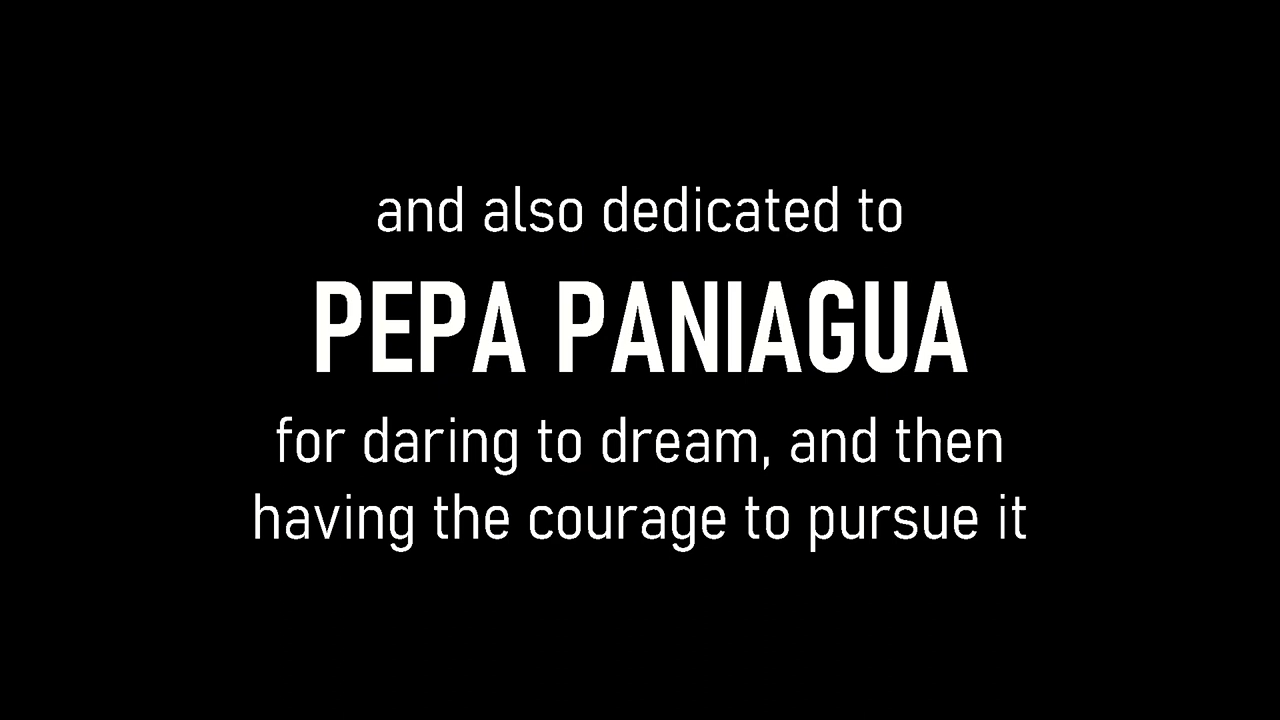 and also dedicated to
PEPA PANIAGUA
for daring to dream, and then
having the courage to pursue it